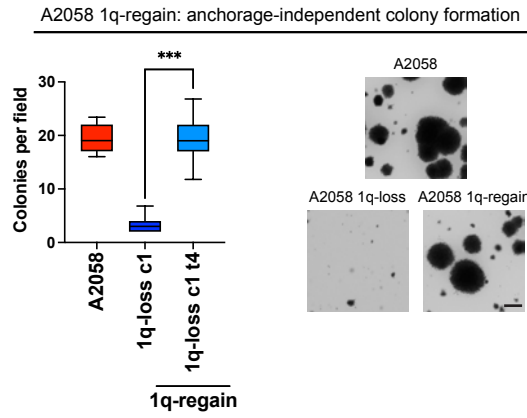 A2058 1q-regain: anchorage-independent colony formation
***
Colonies per field
30
20
10
0
A2058
1q-loss c1
1q-loss c1 t4
1q-regain
A2058
A2058 1q-loss
A2058 1q-regain